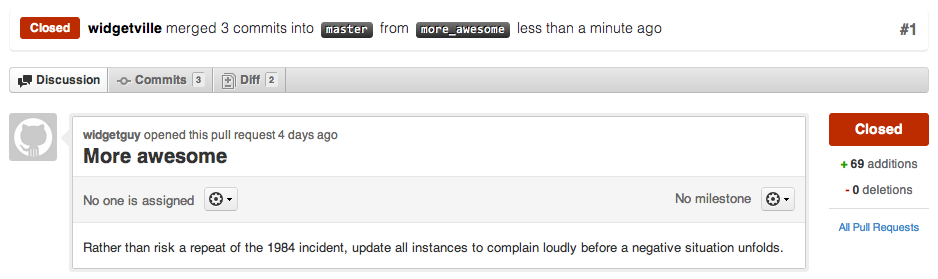 Closed widgetville merged 3 commits into master from more_awesome less than a minute ago #1
Discussion Commits 3 Diff 2
widgetguy opened this pull request 4 days ago
More awesome
Closed
+ 69 additions
- 0 deletions
All Pull Requests
No one is assigned No milestone
Rather than risk a repeat of the 1984 incident, update all instances to complain loudly before a negative situation unfolds.